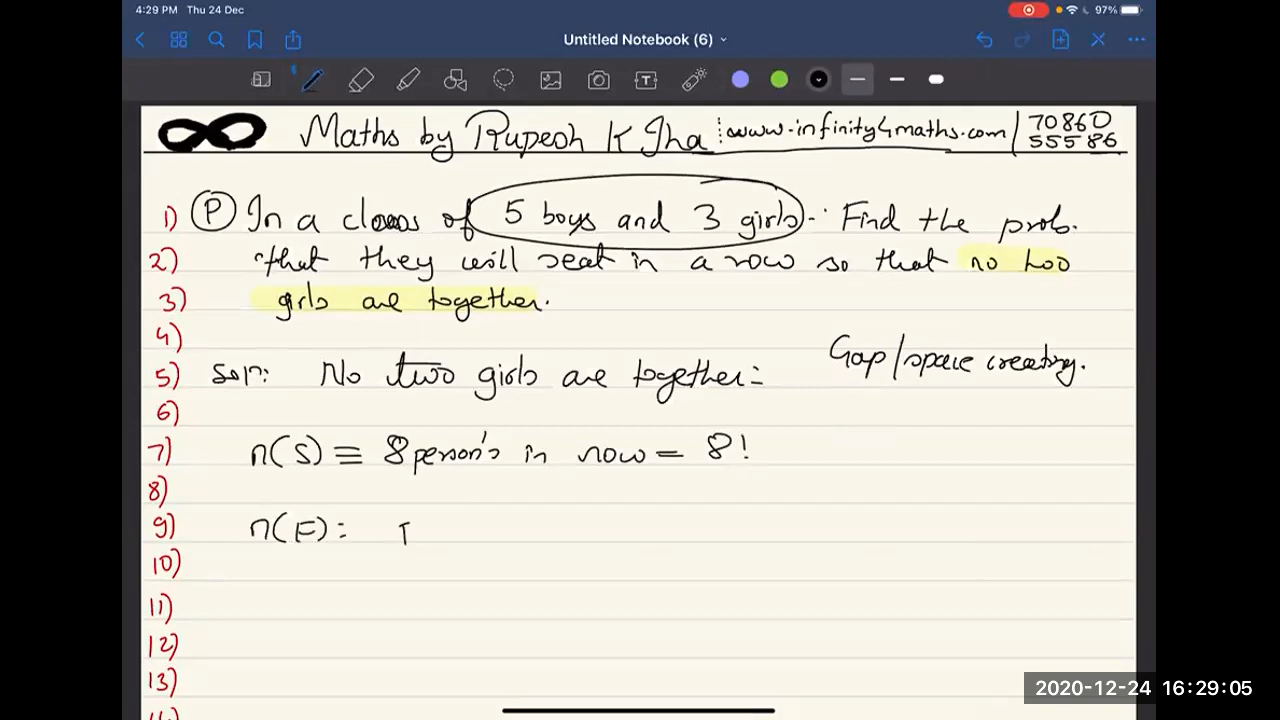 4:29 PM Thu 24 Dec
97%
Untitled Notebook (6)
Maths by Rupesh K Jha www.infinity4maths.com / 70860 55586
1) P In a class of 5 boys and 3 girls. Find the prob.
2) that they will seat in a row so that no two
3) girls are together.
4)
5) Soln: No two girls are together:- Gap/space creating.
6)
7) n(S) ≡ 8 person's in row = 8!
8)
9) n(E):
10)
11)
12)
13)
2020-12-24 16:29:05